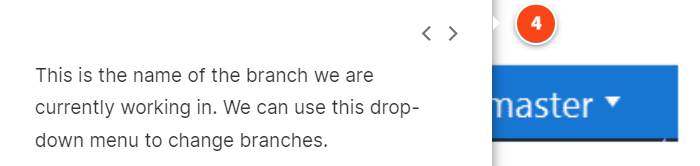 4
This is the name of the branch we are
currently working in. We can use this drop-
down menu to change branches.
master